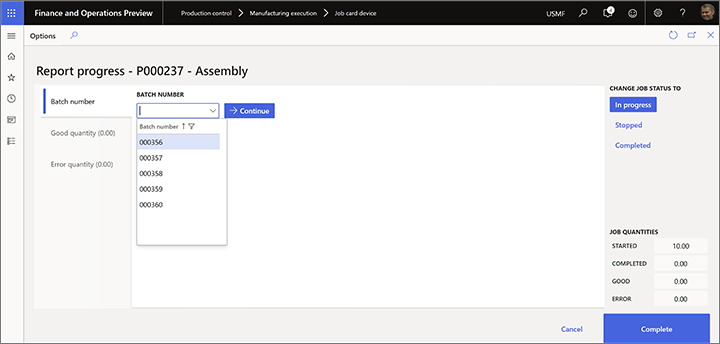 Finance and Operations Preview
Production control > Manufacturing execution > Job card device
USMF
4
?
Options
Report progress - P000237 - Assembly
Batch number
Good quantity (0.00)
Error quantity (0.00)
BATCH NUMBER
Continue
Batch number
000356
000357
000358
000359
000360
CHANGE JOB STATUS TO
In progress
Stopped
Completed
JOB QUANTITIES
STARTED 10.00
COMPLETED 0.00
GOOD 0.00
ERROR 0.00
Cancel
Complete